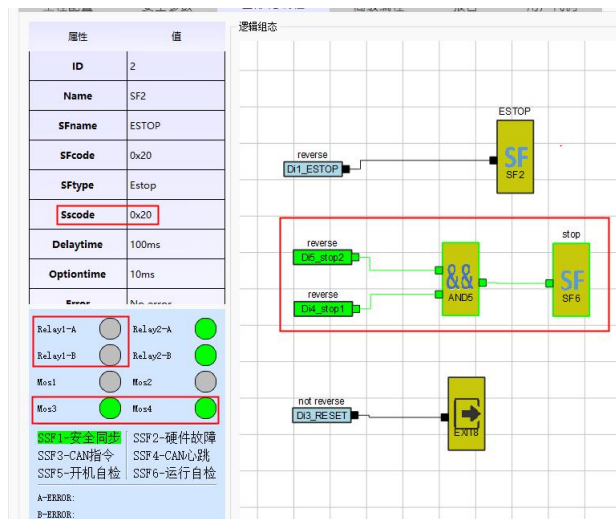 逻辑组态
属性 值
ID 2
Name SF2
SFname ESTOP
SFcode 0x20
SFtype Estop
Sscode 0x20
Delaytime 100ms
Optiontime 10ms
Error No error
Relay1-A Relay2-A
Relay1-B Relay2-B
Mos1 Mos2
Mos3 Mos4
SSF1-安全同步 SSF2-硬件故障
SSF3-CAN指令 SSF4-CAN心跳
SSF5-开机自检 SSF6-运行自检
A-ERROR:
B-ERROR:
ESTOP
reverse
Di1_ESTOP
SF
SF2
stop
reverse
Di5_stop2
&&
AND5
SF
SF6
reverse
Di4_stop1
not reverse
Di3_RESET
EXIT8